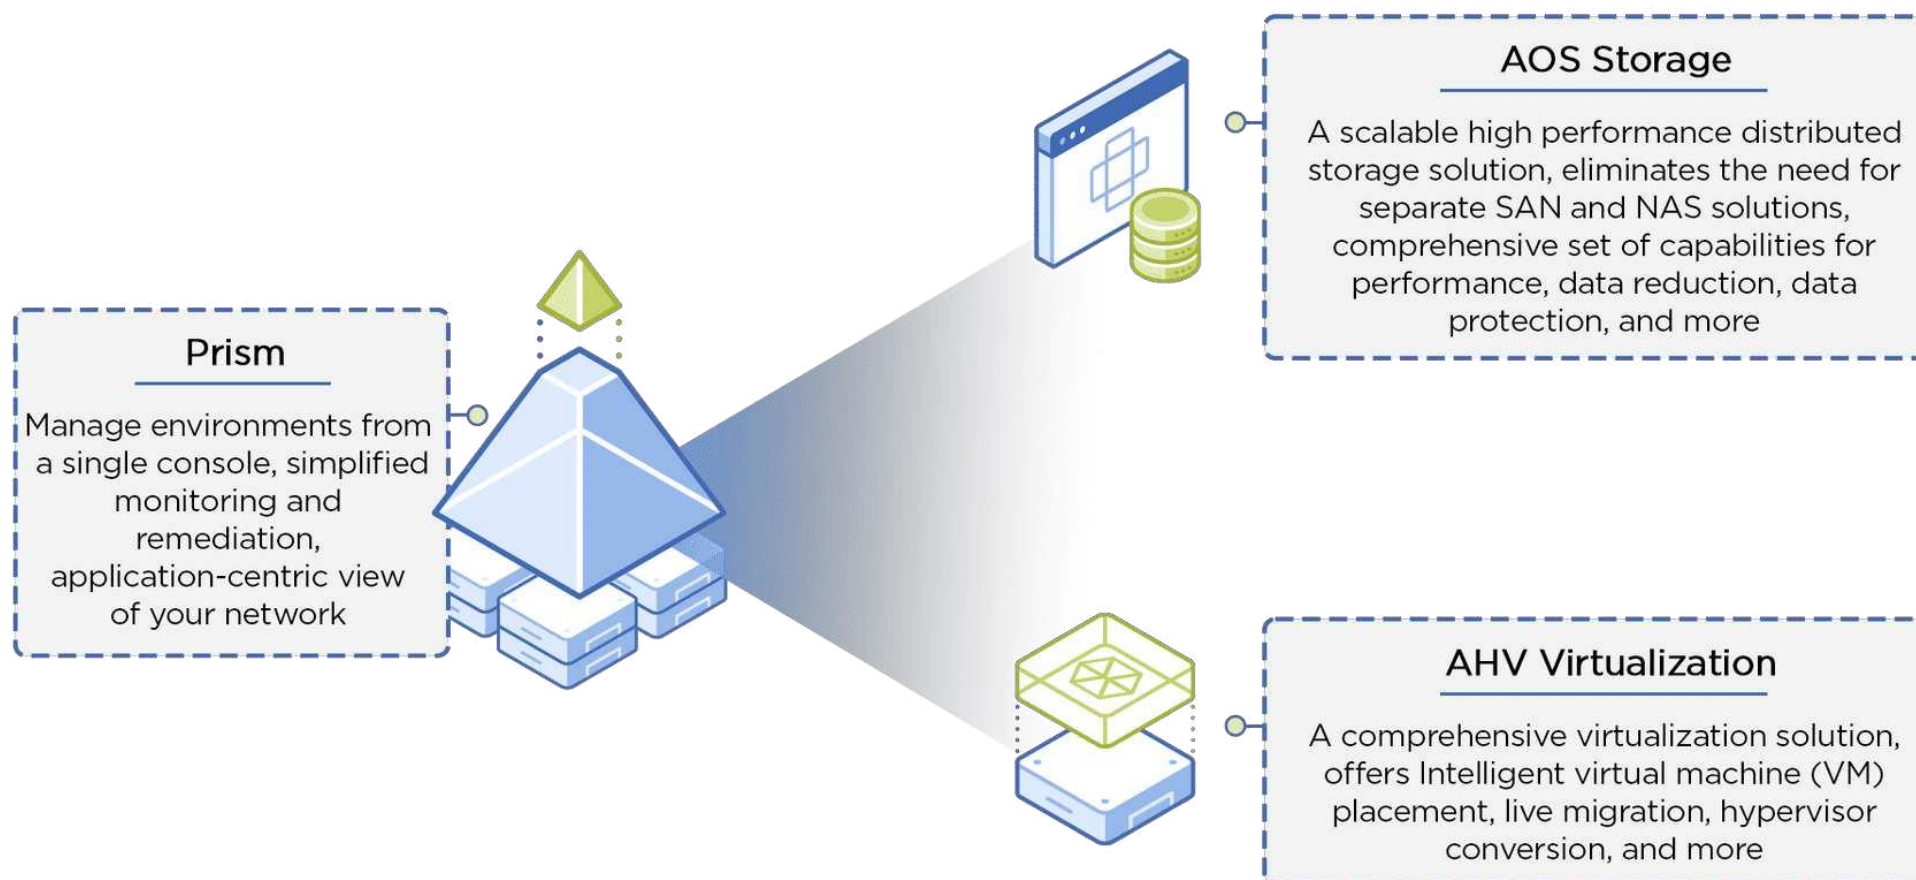 AOS Storage
A scalable high performance distributed
storage solution, eliminates the need for
separate SAN and NAS solutions,
comprehensive set of capabilities for
performance, data reduction, data
protection, and more
Prism
Manage environments from
a single console, simplified
monitoring and
remediation,
application-centric view
of your network
AHV Virtualization
A comprehensive virtualization solution,
offers Intelligent virtual machine (VM)
placement, live migration, hypervisor
conversion, and more